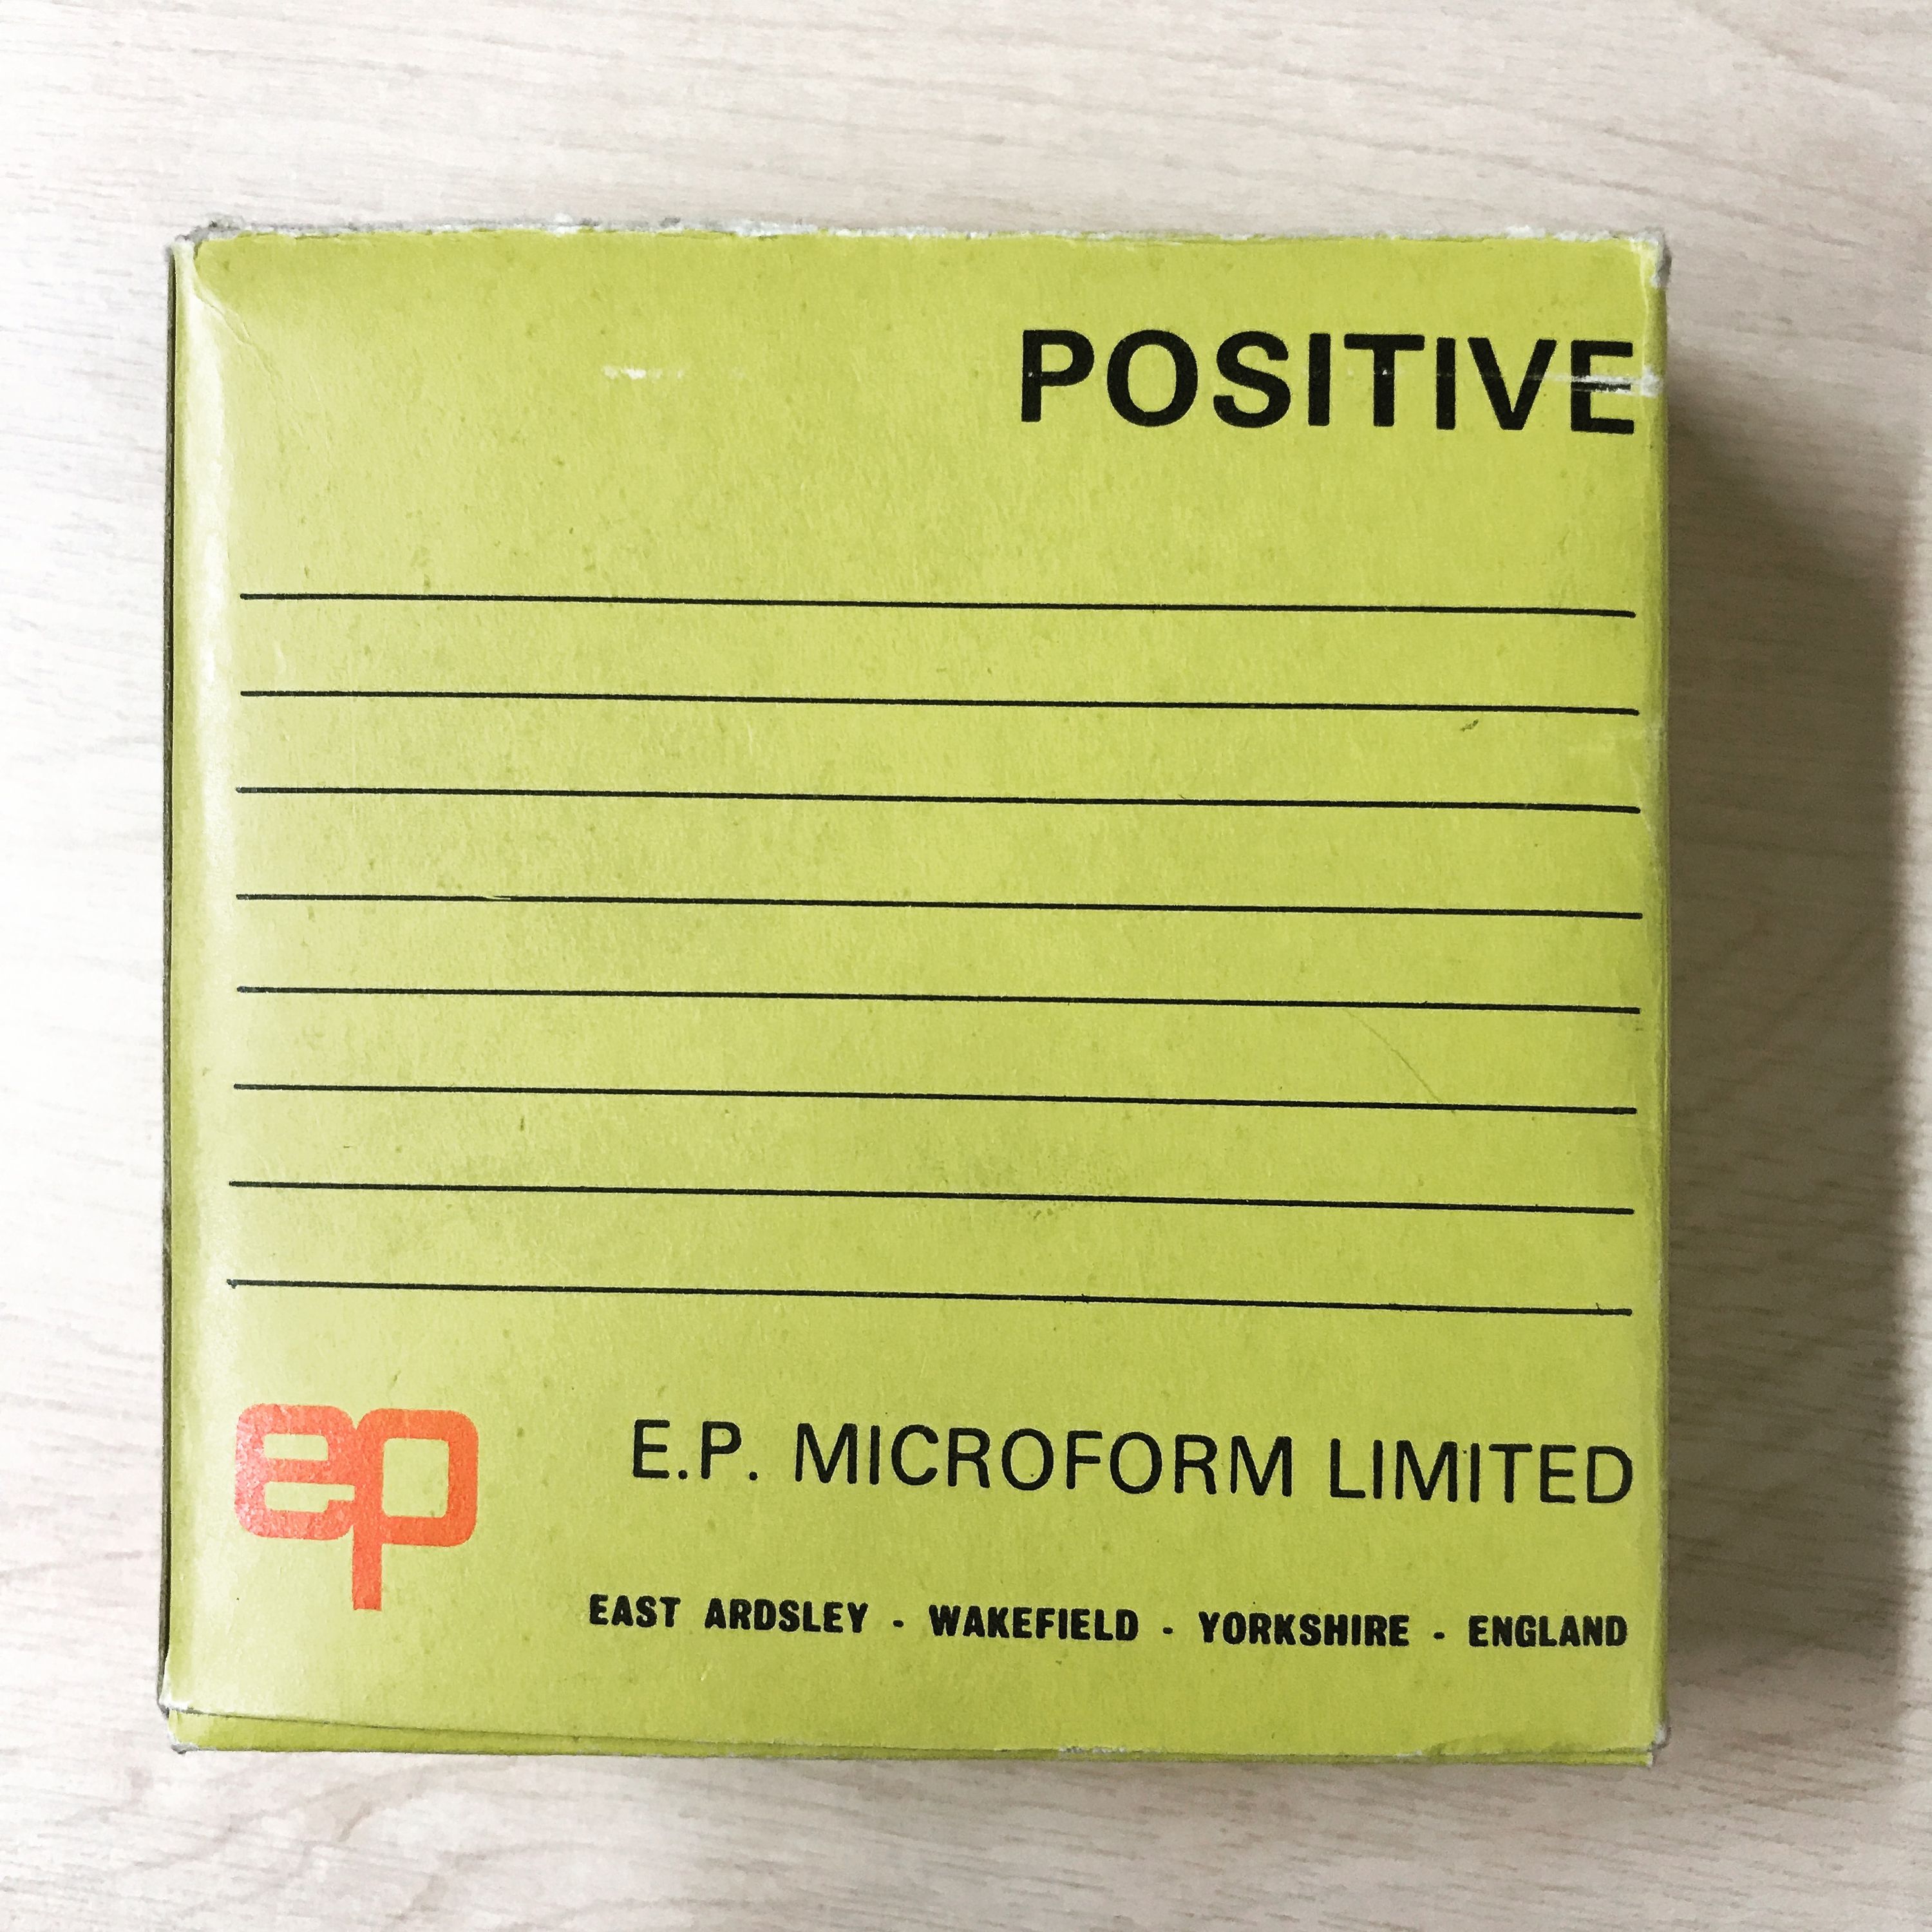 POSITIVE
ep
E.P. MICROFORM LIMITED
EAST ARDSLEY - WAKEFIELD - YORKSHIRE - ENGLAND